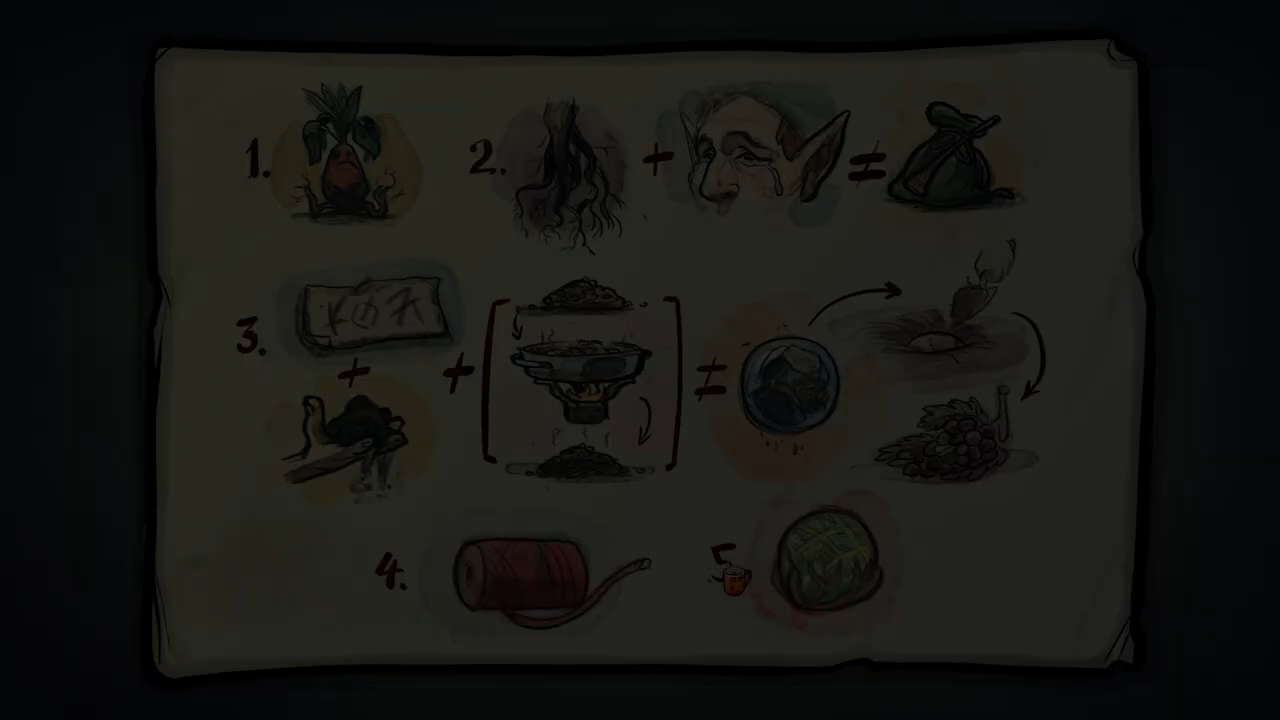 1.
2. + =
3. + + =
4.
5